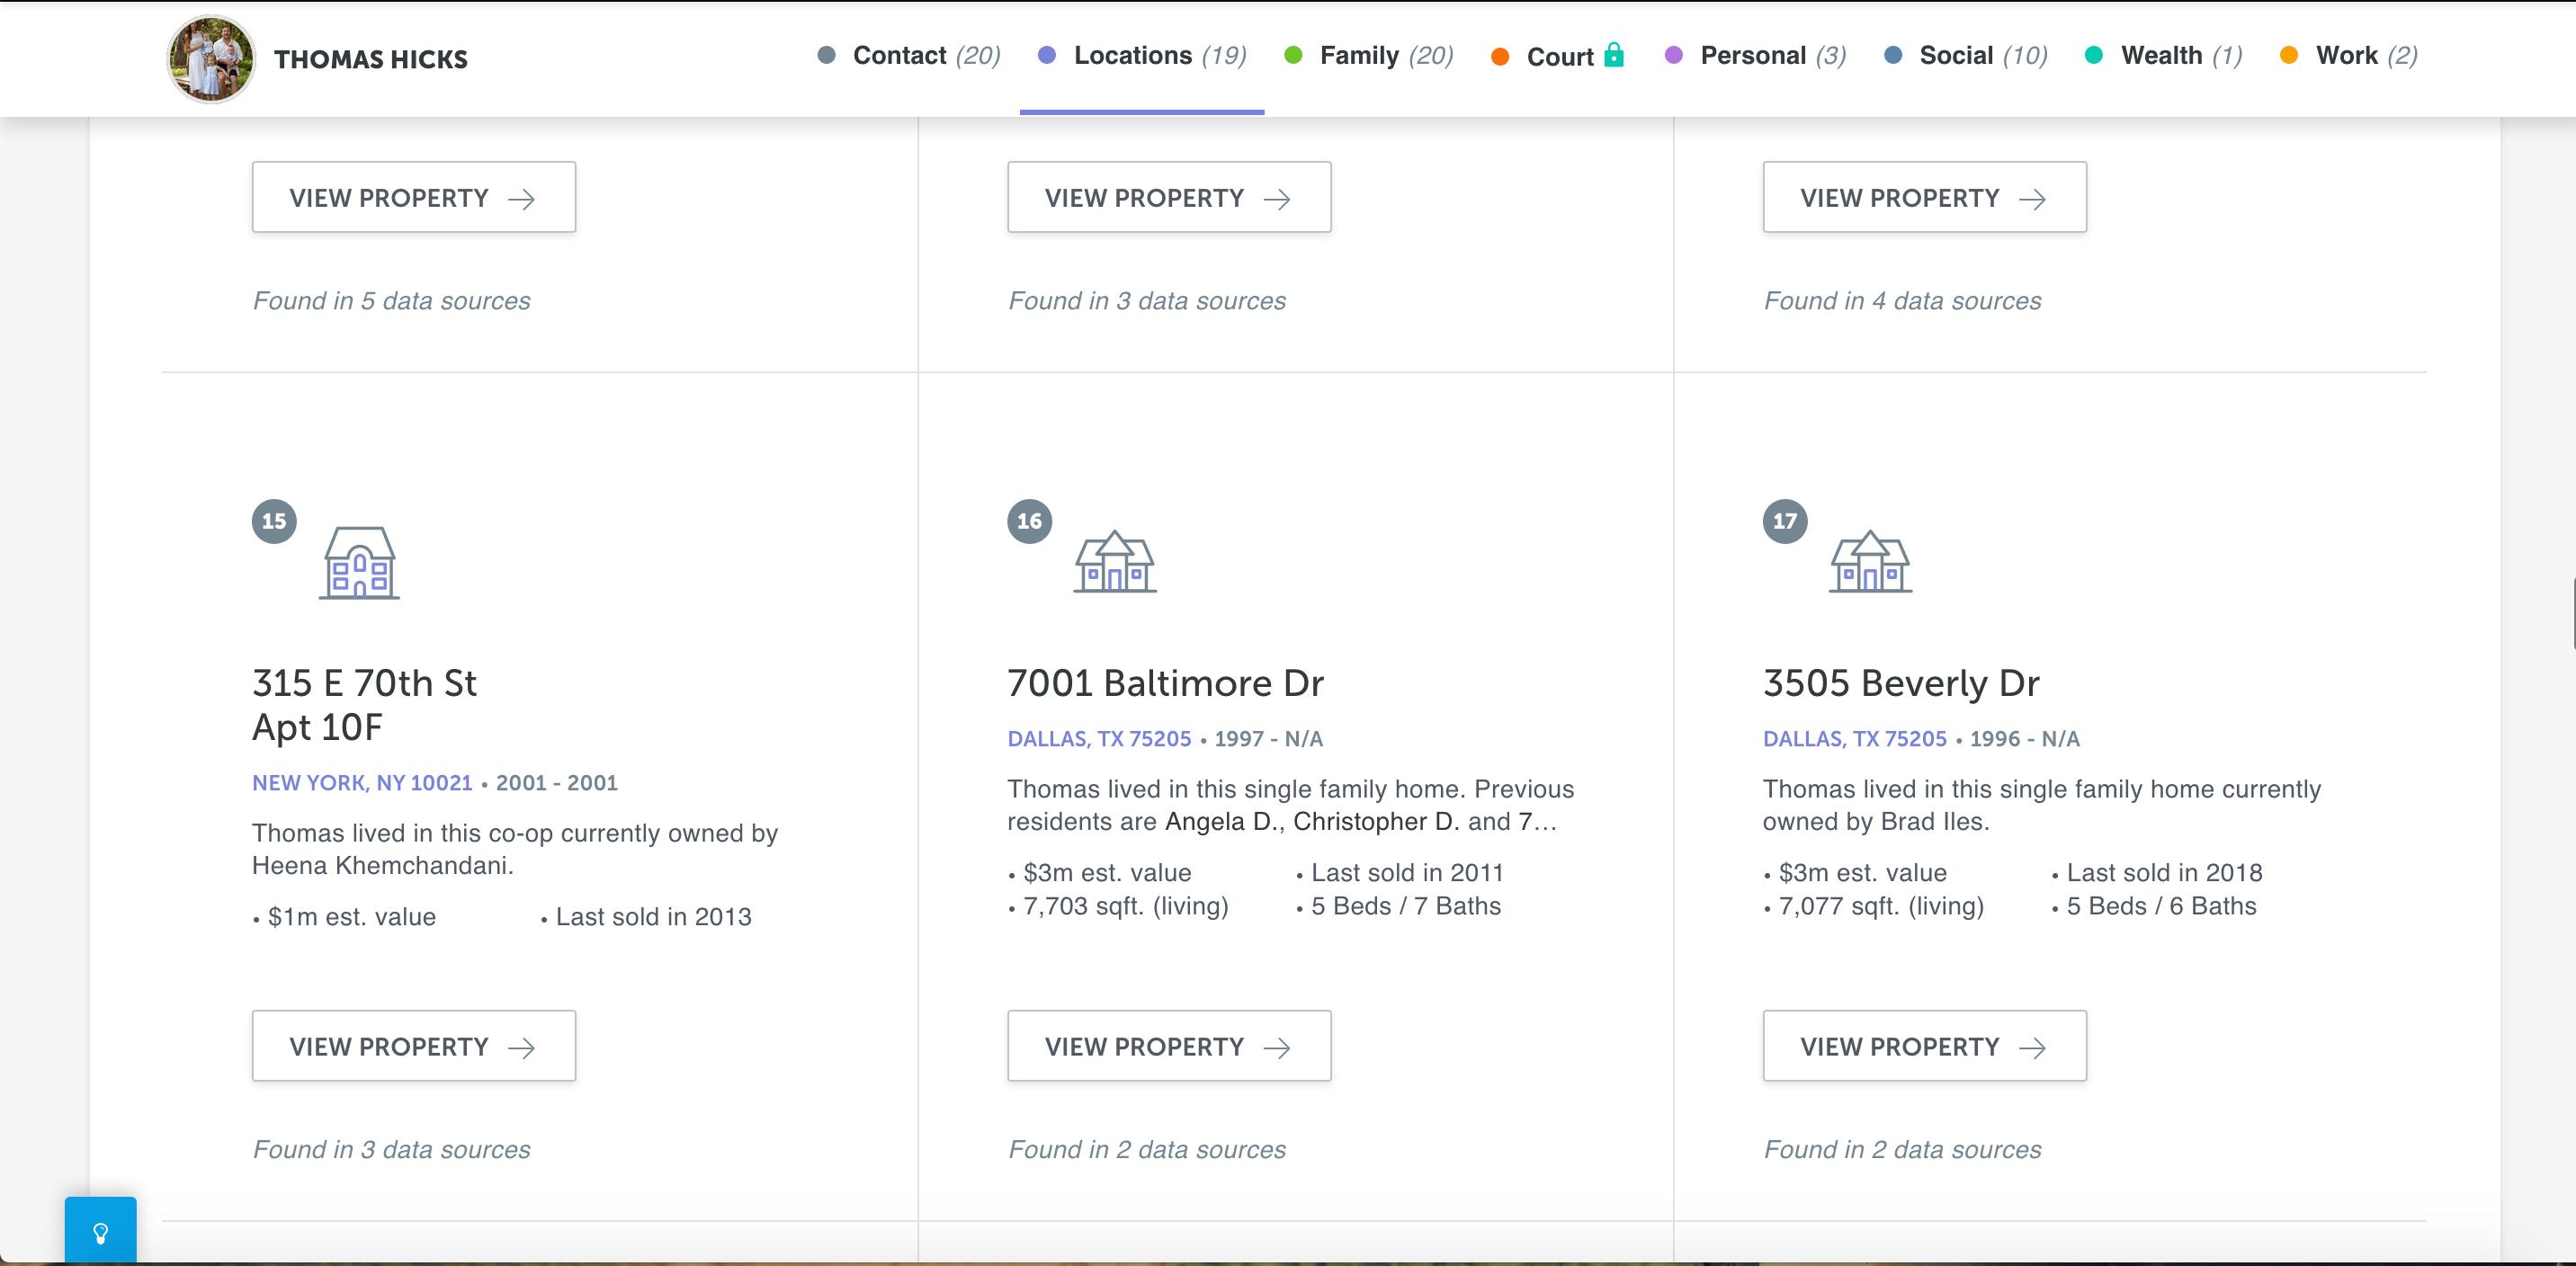 THOMAS HICKS
Contact (20)
Locations (19)
Family (20)
Court
Personal (3)
Social (10)
Wealth (1)
Work (2)
VIEW PROPERTY →
Found in 5 data sources
VIEW PROPERTY →
Found in 3 data sources
VIEW PROPERTY →
Found in 4 data sources
15
315 E 70th St
Apt 10F
NEW YORK, NY 10021 • 2001 - 2001
Thomas lived in this co-op currently owned by
Heena Khemchandani.
• $1m est. value
• Last sold in 2013
VIEW PROPERTY →
Found in 3 data sources
16
7001 Baltimore Dr
DALLAS, TX 75205 • 1997 - N/A
Thomas lived in this single family home. Previous
residents are Angela D., Christopher D. and 7...
• $3m est. value
• Last sold in 2011
• 7,703 sqft. (living)
• 5 Beds / 7 Baths
VIEW PROPERTY →
Found in 2 data sources
17
3505 Beverly Dr
DALLAS, TX 75205 • 1996 - N/A
Thomas lived in this single family home currently
owned by Brad Iles.
• $3m est. value
• Last sold in 2018
• 7,077 sqft. (living)
• 5 Beds / 6 Baths
VIEW PROPERTY →
Found in 2 data sources